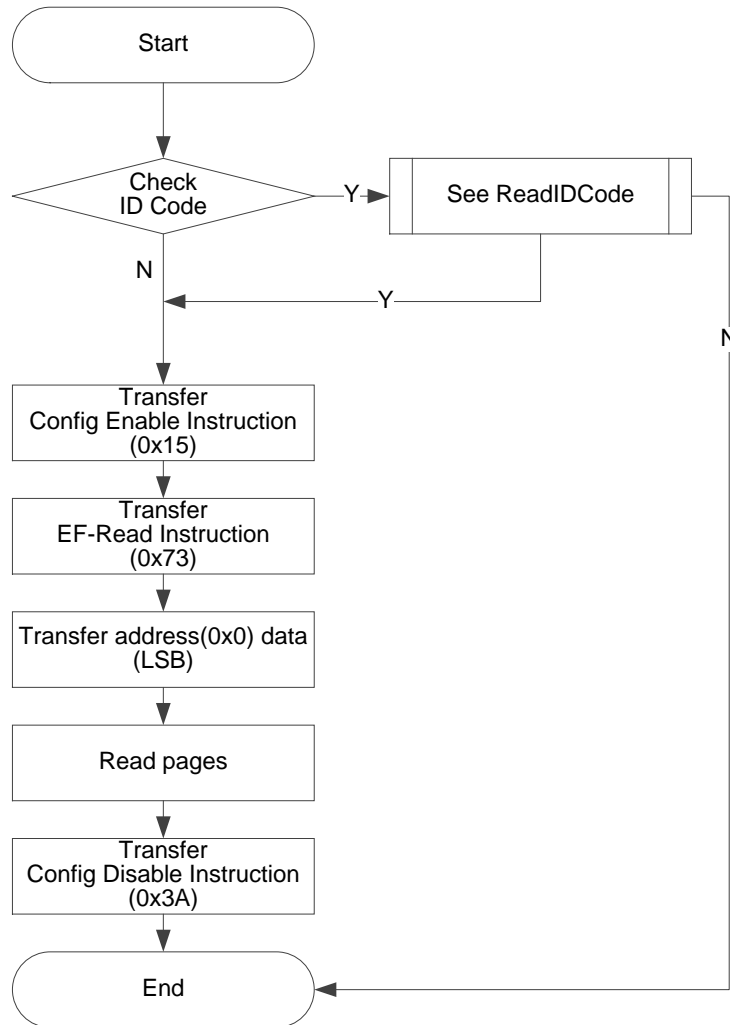 Start
Check
ID Code
Y
See ReadIDCode
N
Y
N
Transfer
Config Enable Instruction
(0x15)
Transfer
EF-Read Instruction
(0x73)
Transfer address(0x0) data
(LSB)
Read pages
Transfer
Config Disable Instruction
(0x3A)
End